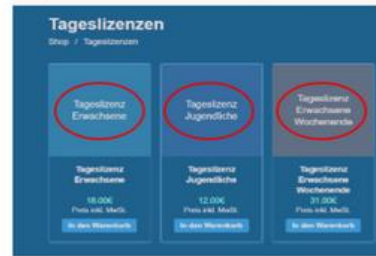 Tageslizenzen
Shop / Tageslizenzen
Tageslizenz
Erwachsene
Tageslizenz
Jugendliche
Tageslizenz
Erwachsene
Wochenende
Tageslizenz
Erwachsene
18.00€
Preis inkl. MwSt.
In den Warenkorb
Tageslizenz
Jugendliche
12.00€
Preis inkl. MwSt.
In den Warenkorb
Tageslizenz
Erwachsene
Wochenende
31.00€
Preis inkl. MwSt.
In den Warenkorb